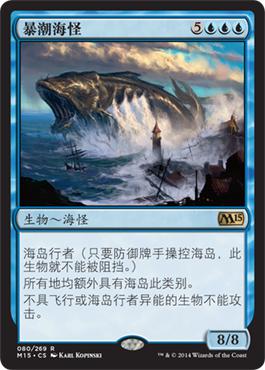 暴潮海怪 5
生物～海怪 M15
海岛行者（只要防御牌手操控海岛，此
生物就不能被阻挡。）
所有地均额外具有海岛此类别。
不具飞行或海岛行者异能的生物不能攻
击。
8/8
080/269 R
M15 • CS KARL KOPINSKI ™ & © 2014 Wizards of the Coast